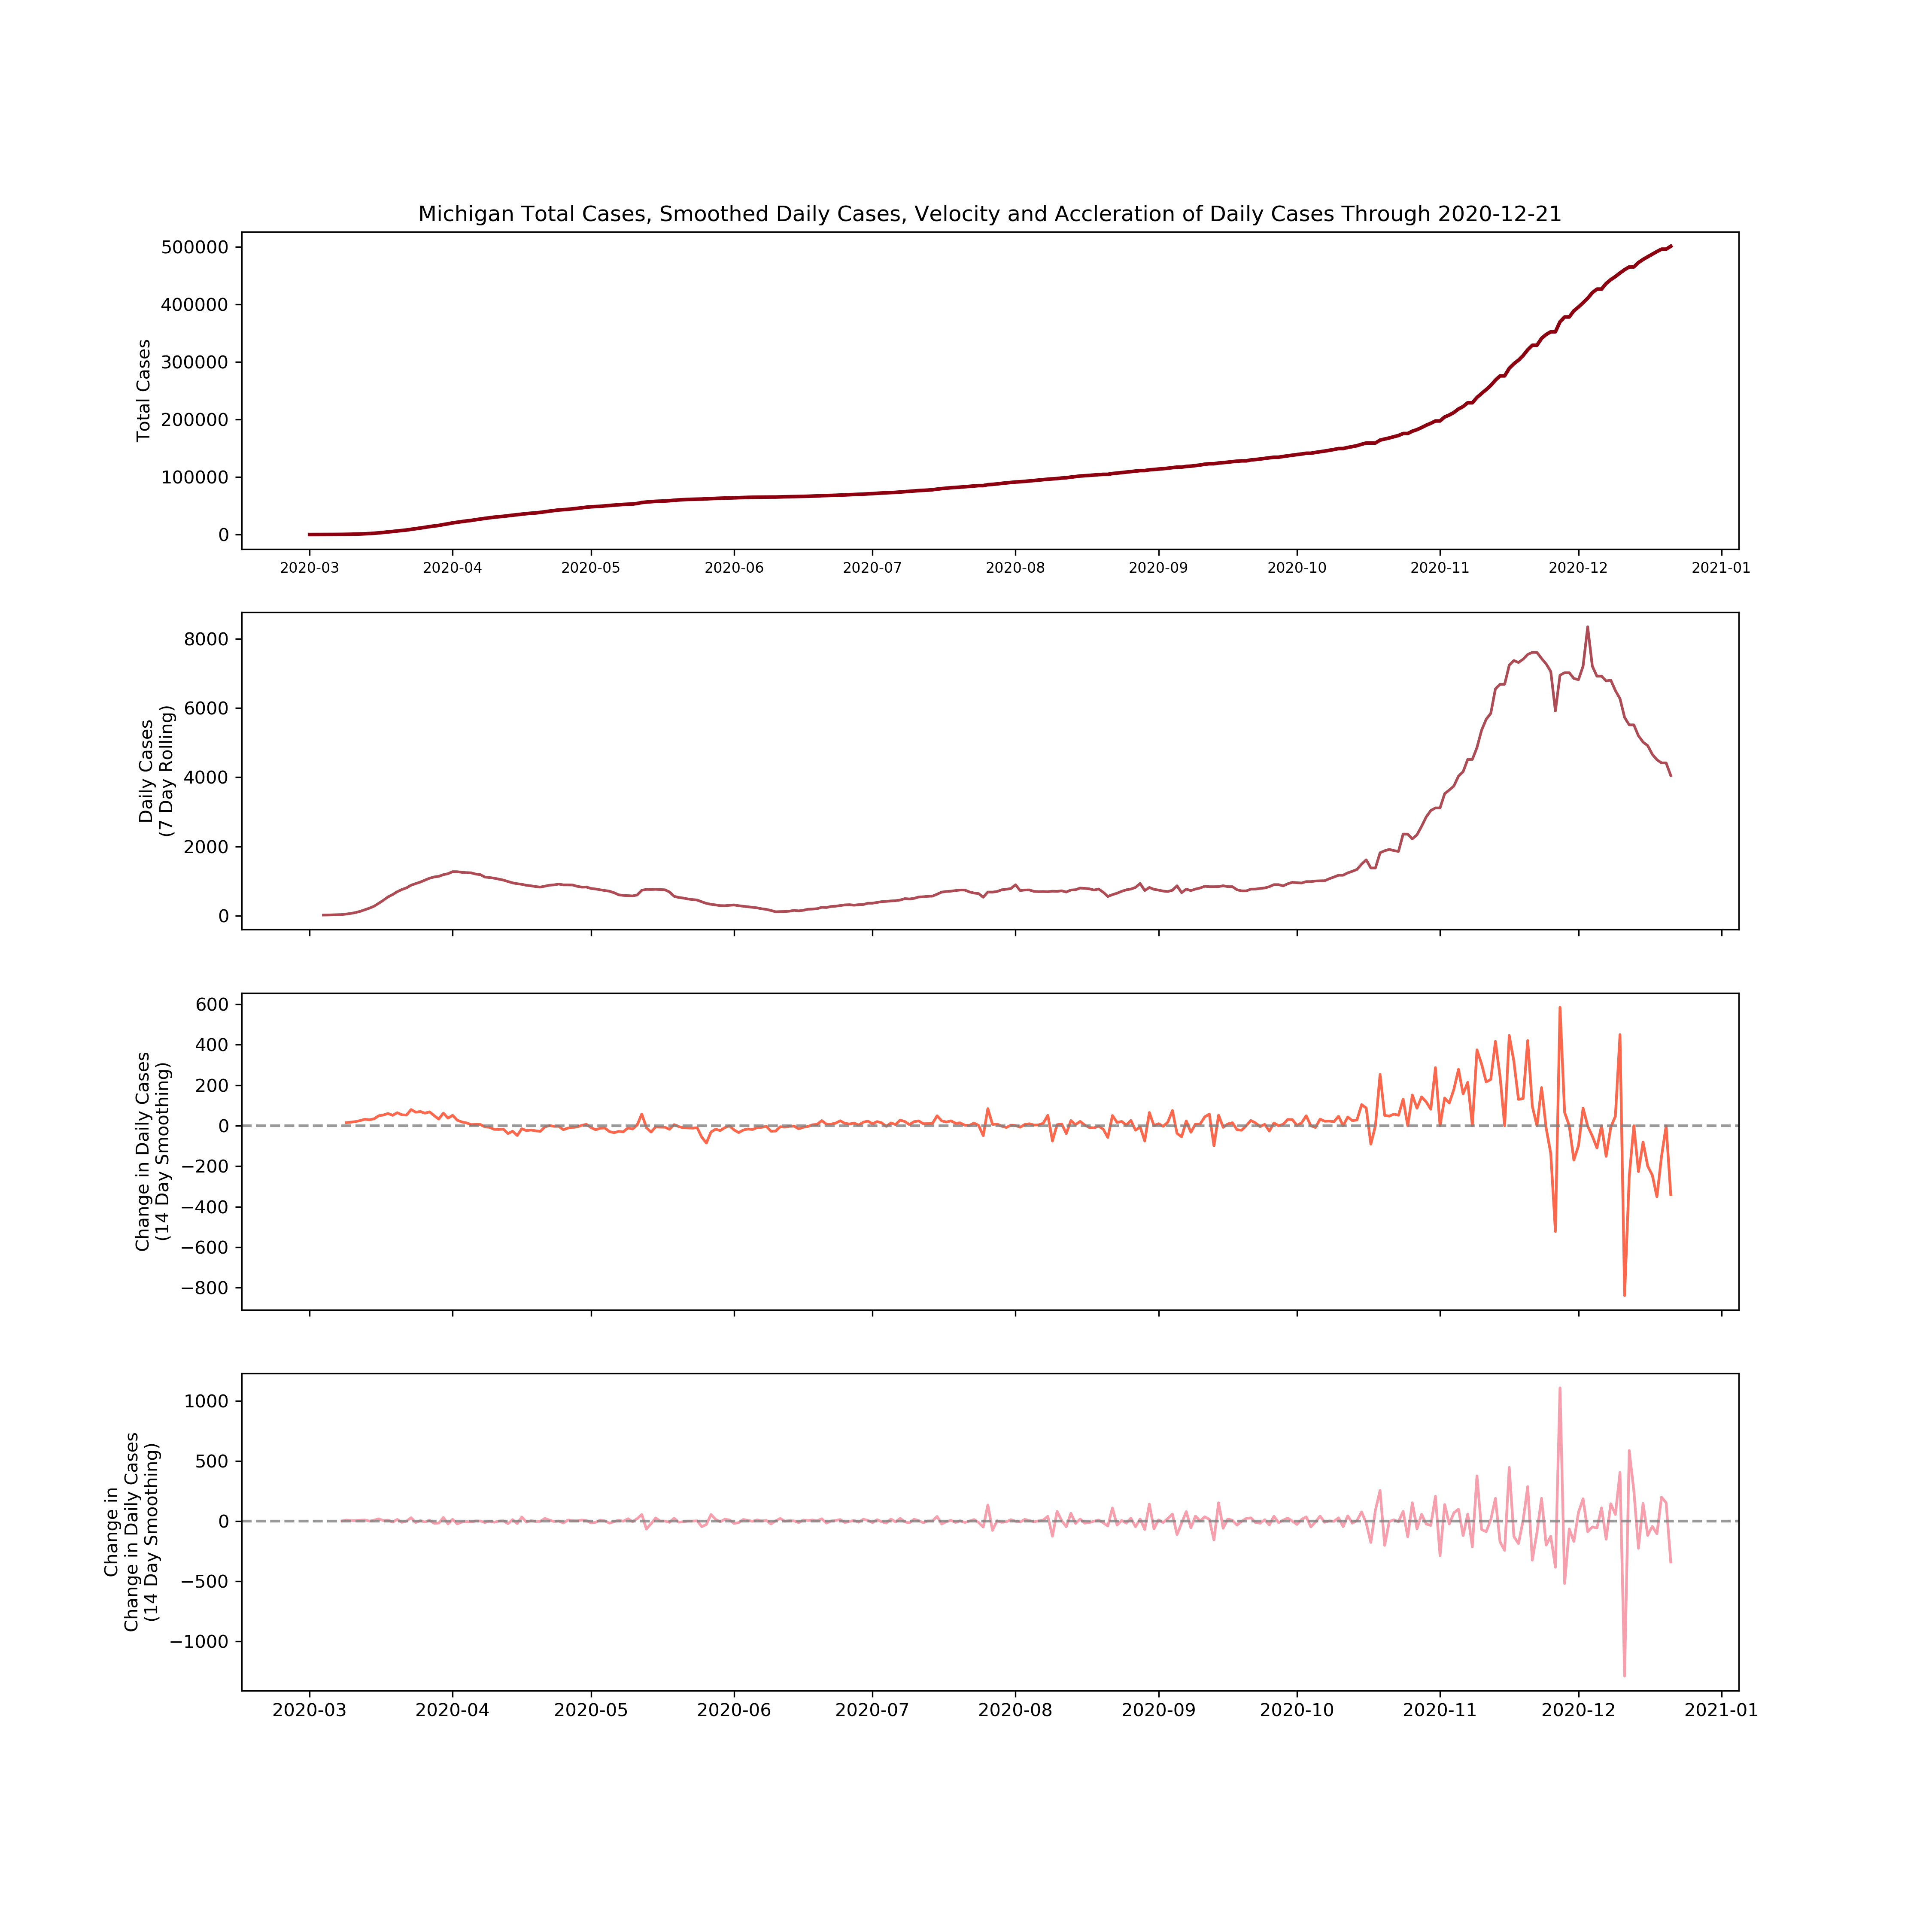 Michigan Total Cases, Smoothed Daily Cases, Velocity and Accleration of Daily Cases Through 2020-12-21
Total Cases
500000
400000
300000
200000
100000
0
2020-03 2020-04 2020-05 2020-06 2020-07 2020-08 2020-09 2020-10 2020-11 2020-12 2021-01
Daily Cases
(7 Day Rolling)
8000
6000
4000
2000
0
Change in Daily Cases
(14 Day Smoothing)
600
400
200
0
−200
−400
−600
−800
Change in
Change in Daily Cases
(14 Day Smoothing)
1000
500
0
−500
−1000
2020-03 2020-04 2020-05 2020-06 2020-07 2020-08 2020-09 2020-10 2020-11 2020-12 2021-01